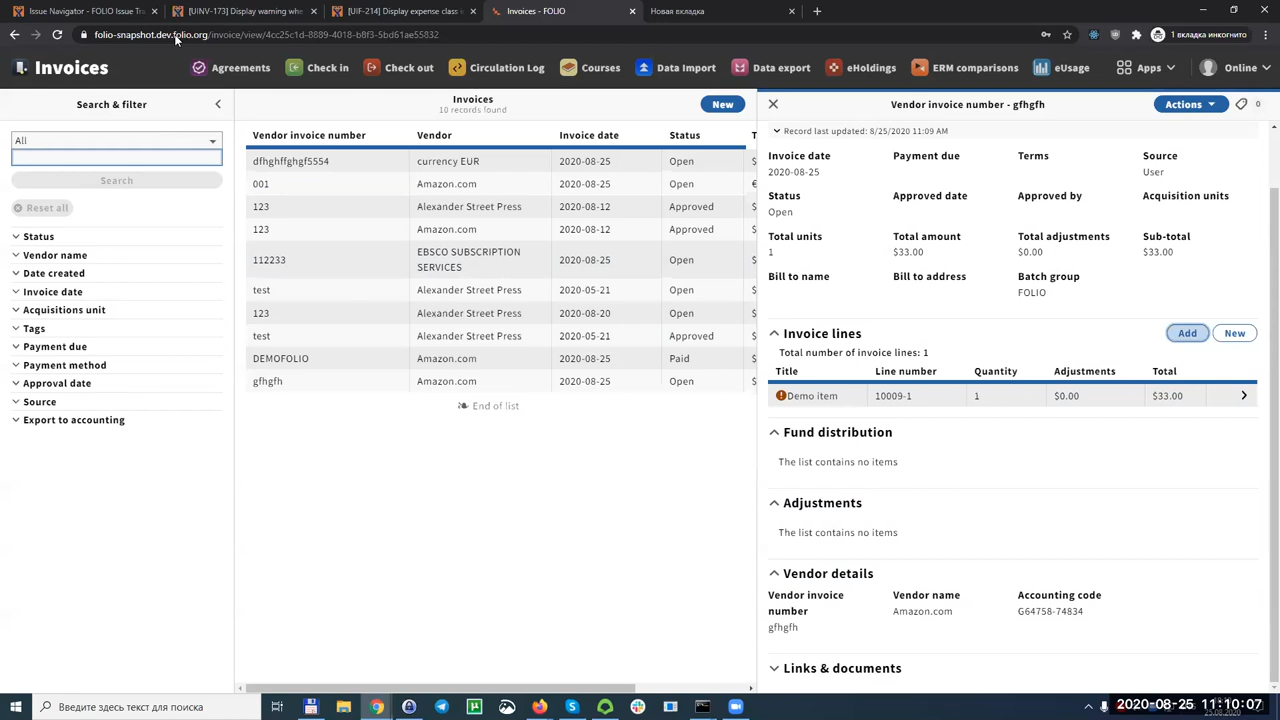 Issue Navigator - FOLIO Issue Tra
[UINV-173] Display warning whe
[UIF-214] Display expense class i
Invoices - FOLIO
Новая вкладка
folio-snapshot.dev.folio.org/invoice/view/4cc25c1d-8889-4018-b8f3-5bd61ae55832
1 вкладка инкогнито
Invoices
Agreements
Check in
Check out
Circulation Log
Courses
Data Import
Data export
eHoldings
ERM comparisons
eUsage
Apps
Online
Search & filter
All
Search
Reset all
Status
Vendor name
Date created
Invoice date
Acquisitions unit
Tags
Payment due
Payment method
Approval date
Source
Export to accounting
Invoices
10 records found
New
Vendor invoice number Vendor Invoice date Status T
dfhghffghgf5554 currency EUR 2020-08-25 Open
001 Amazon.com 2020-08-25 Open €
123 Alexander Street Press 2020-08-12 Approved $
123 Amazon.com 2020-08-12 Approved $
112233 EBSCO SUBSCRIPTION SERVICES 2020-08-25 Open $
test Alexander Street Press 2020-05-21 Open $
123 Alexander Street Press 2020-08-20 Open $
test Alexander Street Press 2020-05-21 Approved $
DEMOFOLIO Amazon.com 2020-08-25 Paid $
gfhgfh Amazon.com 2020-08-25 Open $
End of list
Vendor invoice number - gfhgfh
Actions
0
Record last updated: 8/25/2020 11:09 AM
Invoice date Payment due Terms Source
2020-08-25 User
Status Approved date Approved by Acquisition units
Open
Total units Total amount Total adjustments Sub-total
1 $33.00 $0.00 $33.00
Bill to name Bill to address Batch group
FOLIO
Invoice lines
Add
New
Total number of invoice lines: 1
Title Line number Quantity Adjustments Total
Demo item 10009-1 1 $0.00 $33.00
Fund distribution
The list contains no items
Adjustments
The list contains no items
Vendor details
Vendor invoice number Vendor name Accounting code
gfhgfh Amazon.com G64758-74834
Links & documents
Введите здесь текст для поиска
2020-08-25 11:10:07